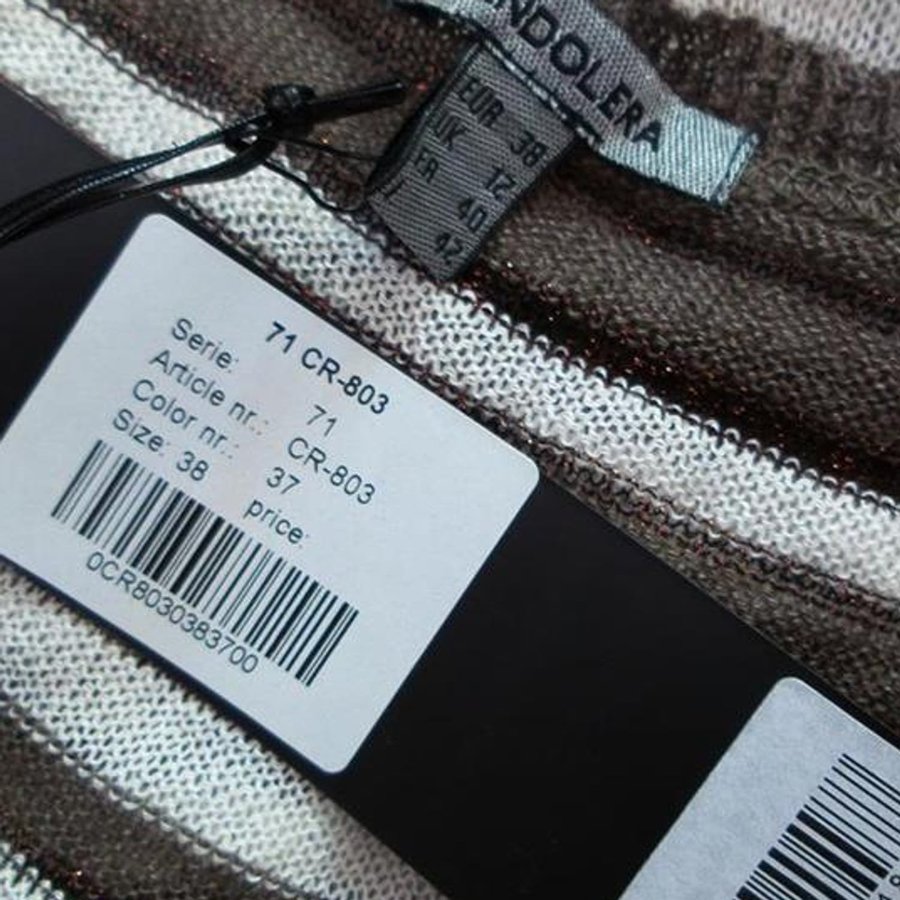 NDOLERA
EUR 38
UK 12
FR 40
42
71 CR-803
Serie: 71
Article nr.: CR-803
Color nr.: 37
Size: 38 price:
0CR8030383700